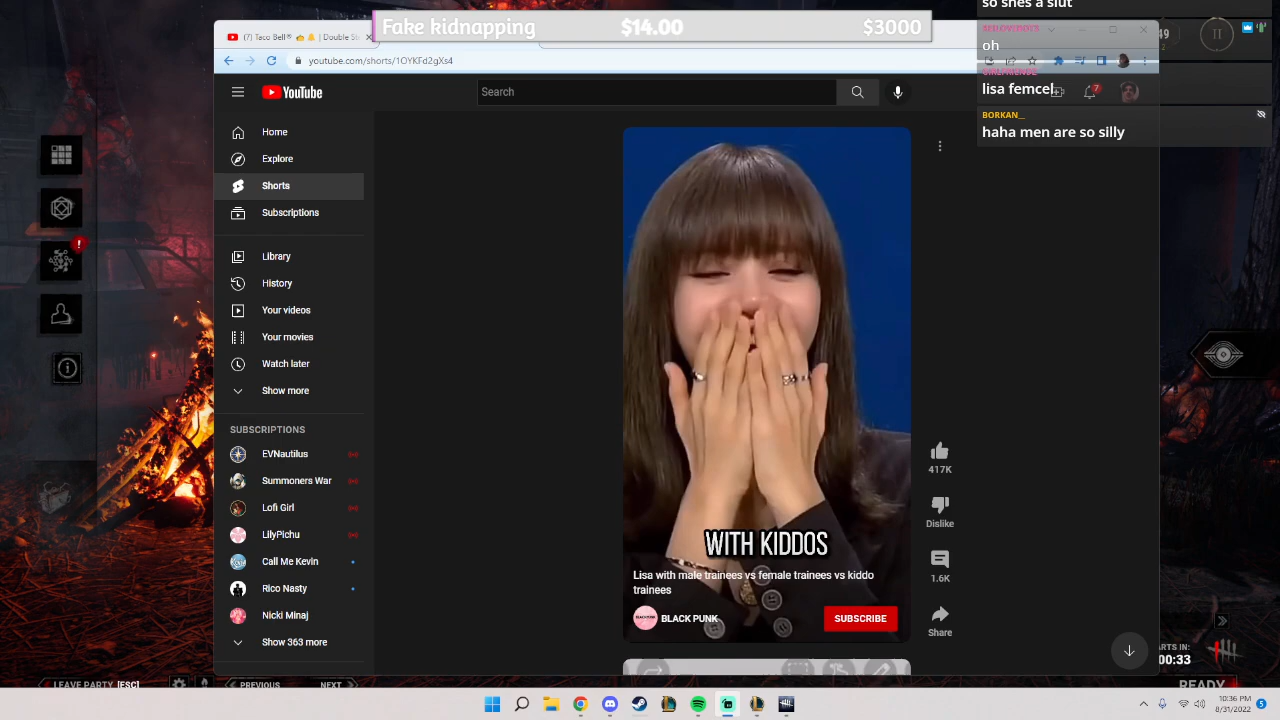 Fake kidnapping $14.00 $3000
so shes a slut
oh
lisa femcel
BORKAN__
haha men are so silly
youtube.com/shorts/1OYKFd2gXs4
YouTube
Search
7
Home
Explore
Shorts
Subscriptions
Library
History
Your videos
Your movies
Watch later
Show more
SUBSCRIPTIONS
EVNautilus
Summoners War
Lofi Girl
LilyPichu
Call Me Kevin
Rico Nasty
Nicki Minaj
Show 363 more
WITH KIDDOS
Lisa with male trainees vs female trainees vs kiddo
trainees
BLACK PUNK
SUBSCRIBE
417K
Dislike
1.6K
Share
ARTS IN:
00:33
LEAVE PARTY [ESC]
PREVIOUS
NEXT
READY
10:36 PM
8/31/2022
5